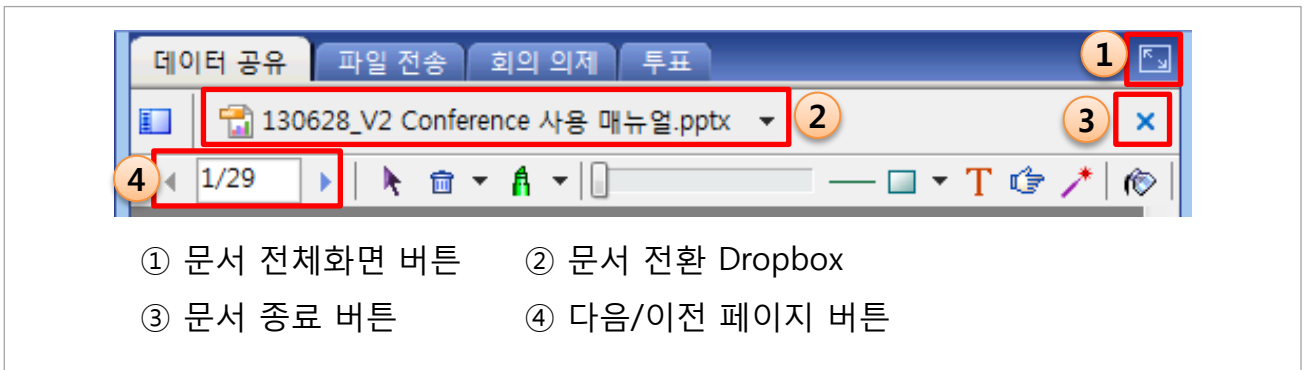 데이터 공유 파일 전송 회의 의제 투표 1
130628_V2 Conference 사용 매뉴얼.pptx 2 3
4 1/29 T
① 문서 전체화면 버튼 ② 문서 전환 Dropbox
③ 문서 종료 버튼 ④ 다음/이전 페이지 버튼